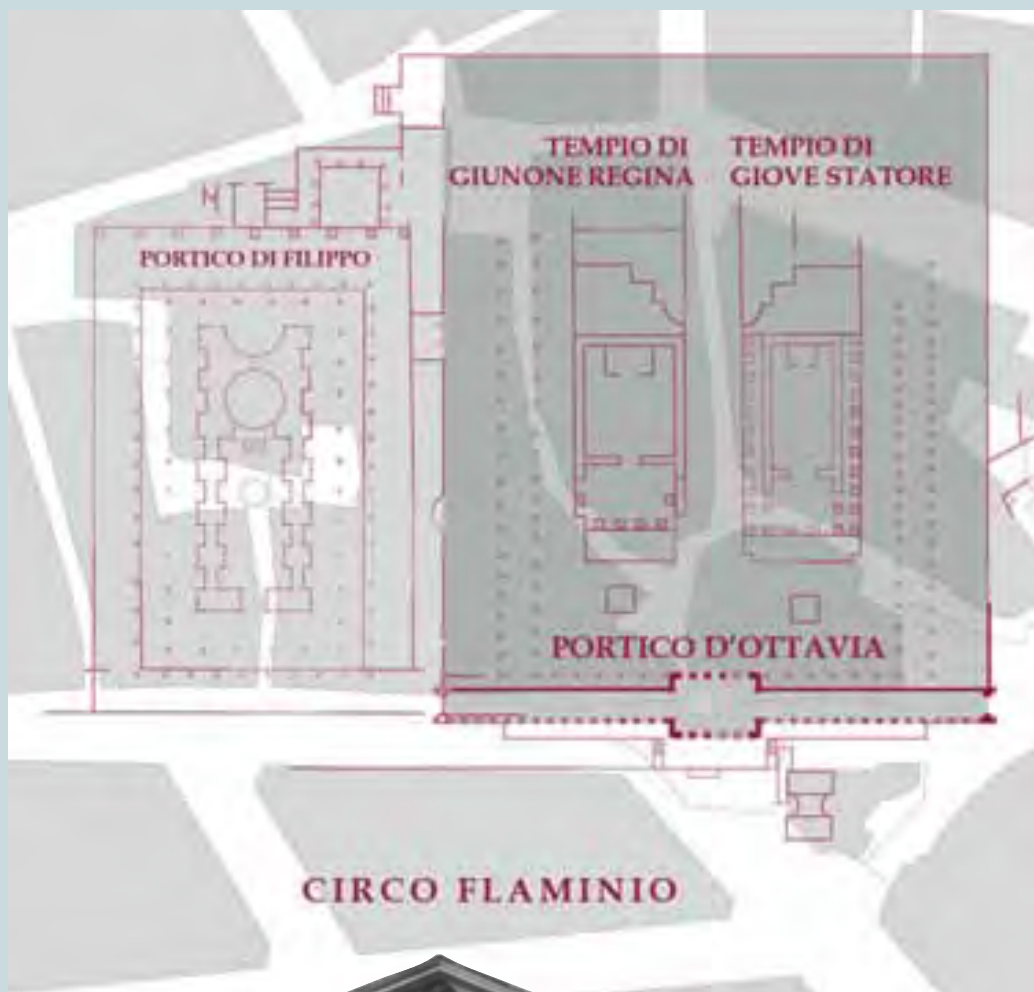 TEMPIO DI
GIUNONE REGINA
TEMPIO DI
GIOVE STATORE
PORTICO DI FILIPPO
PORTICO D'OTTAVIA
CIRCO FLAMINIO